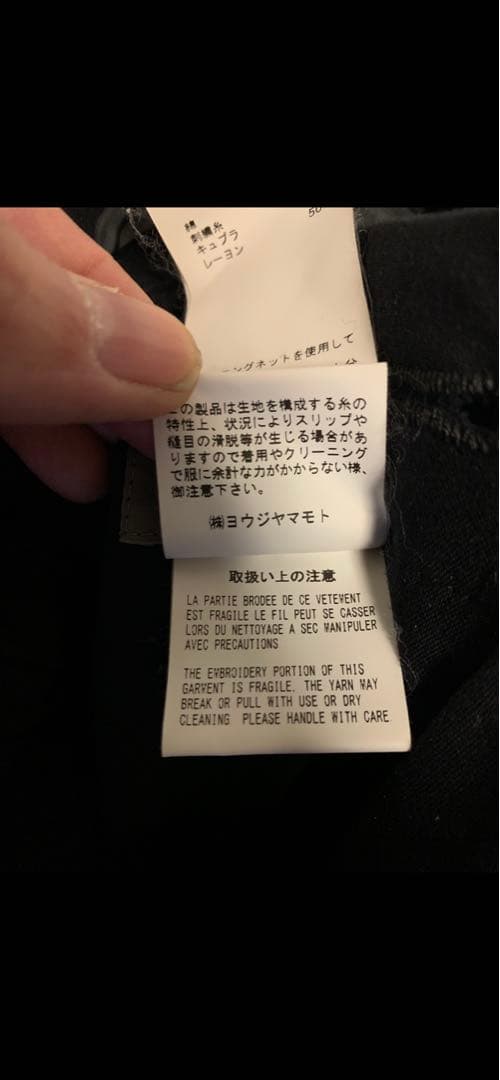 綿
50
刺繍糸
キュプラ
レーヨン
ングネットを使用して
の製品は生地を構成する糸の
特性上、状況によりスリップや
縫目の滑脱等が生じる場合があ
りますので着用やクリーニング
で服に余計な力がかからない様、
御注意下さい。
㈱ヨウジヤマモト
取扱い上の注意
LA PARTIE BRODEE DE CE VETEMENT
EST FRAGILE LE FIL PEUT SE CASSER
LORS DU NETTOYAGE A SEC MANIPULER
AVEC PRECAUTIONS
THE EMBROIDERY PORTION OF THIS
GARMENT IS FRAGILE. THE YARN MAY
BREAK OR PULL WITH USE OR DRY
CLEANING PLEASE HANDLE WITH CARE